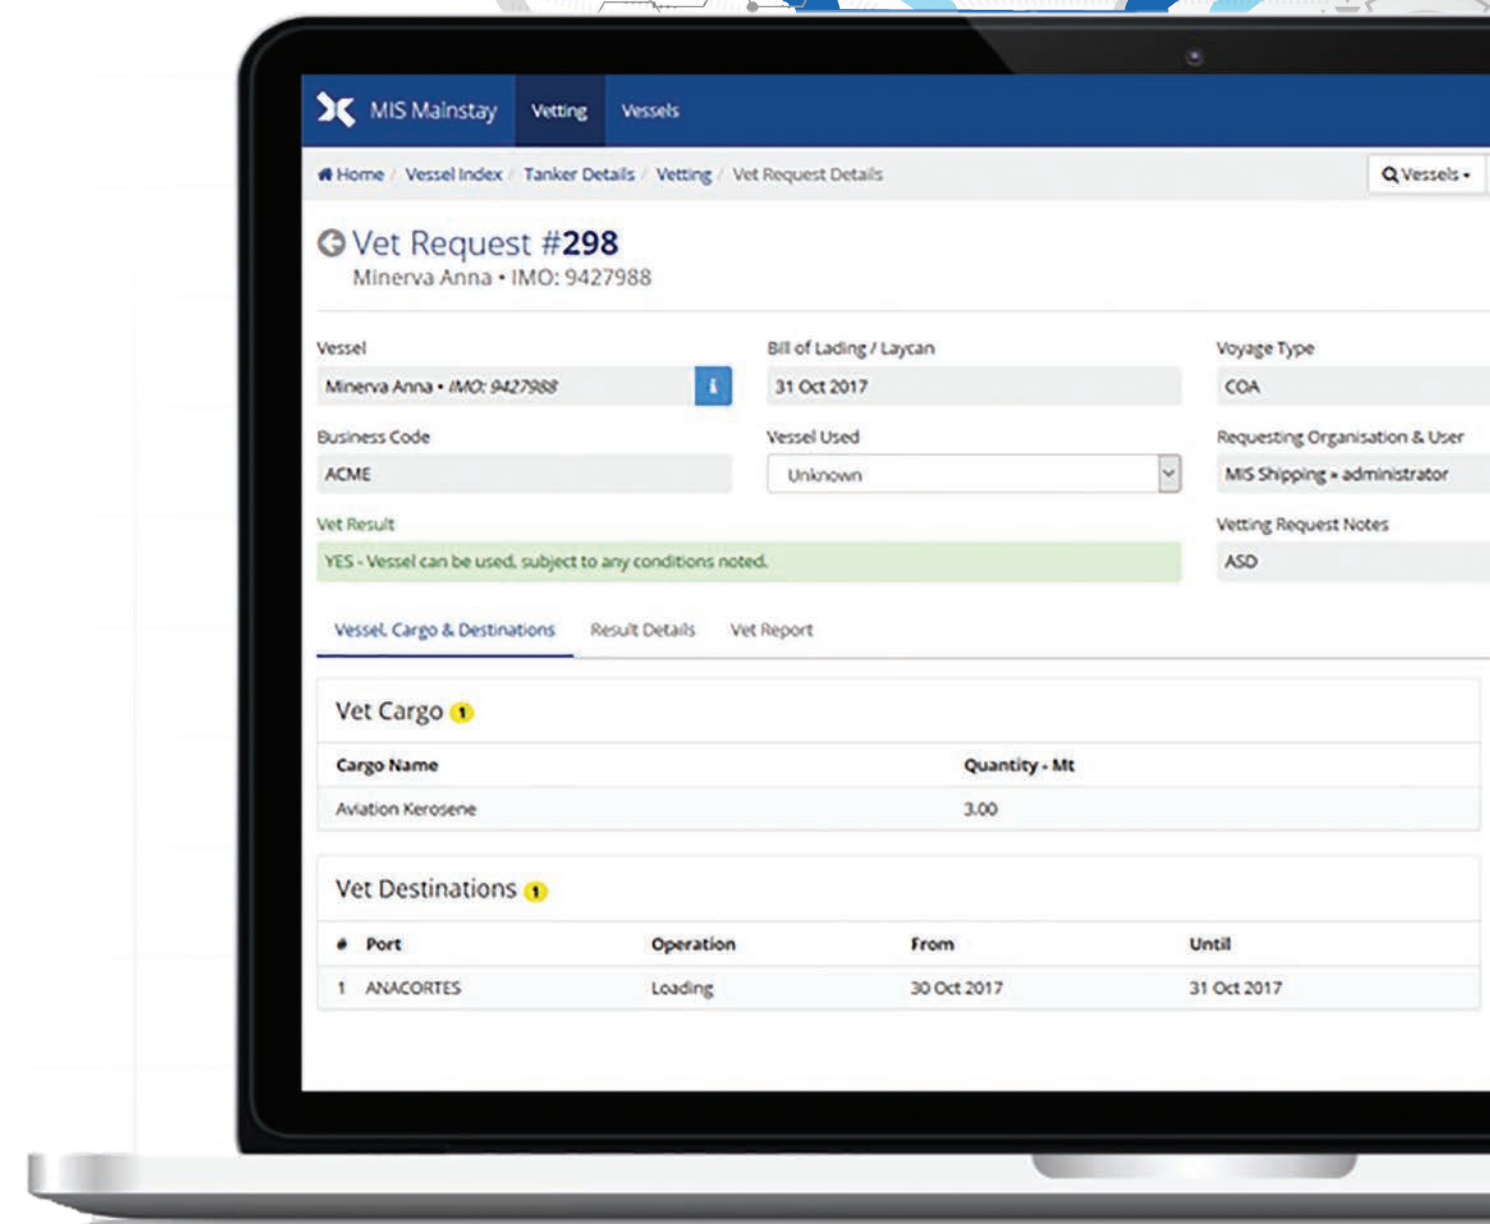 MIS Mainstay Vetting Vessels
Home / Vessel Index / Tanker Details / Vetting / Vet Request Details Vessels
Vet Request #298
Minerva Anna • IMO: 9427988
Vessel Bill of Lading / Laycan Voyage Type
Minerva Anna • IMO: 9427988 i 31 Oct 2017 COA
Business Code Vessel Used Requesting Organisation & User
ACME Unknown MIS Shipping » administrator
Vet Result Vetting Request Notes
YES - Vessel can be used, subject to any conditions noted. ASD
Vessel, Cargo & Destinations Result Details Vet Report
Vet Cargo 1
Cargo Name Quantity - Mt
Aviation Kerosene 3.00
Vet Destinations 1
# Port Operation From Until
1 ANACORTES Loading 30 Oct 2017 31 Oct 2017